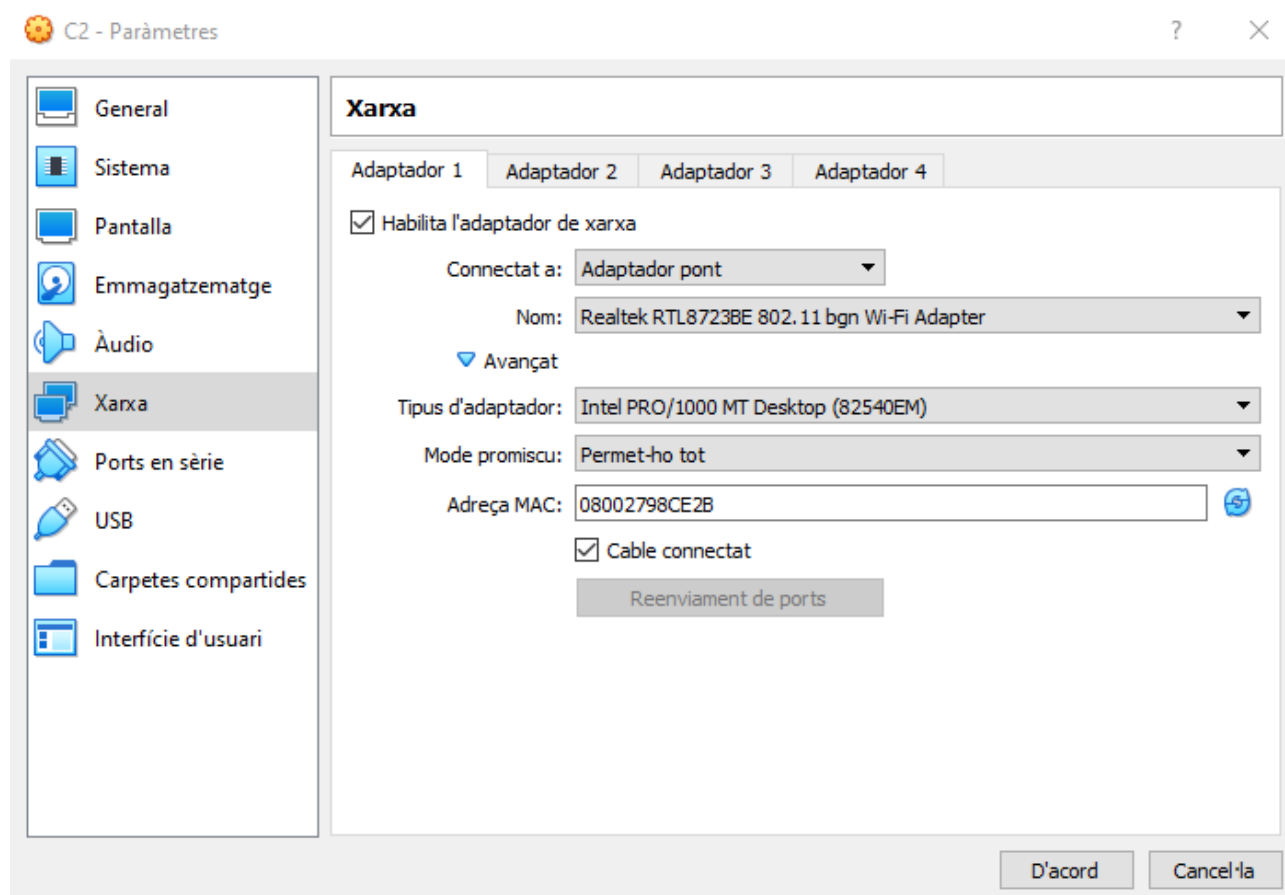 C2 - Paràmetres
?
General
Sistema
Pantalla
Emmagatzematge
Àudio
Xarxa
Ports en sèrie
USB
Carpetes compartides
Interfície d'usuari
Xarxa
Adaptador 1 Adaptador 2 Adaptador 3 Adaptador 4
Habilita l'adaptador de xarxa
Connectat a: Adaptador pont
Nom: Realtek RTL8723BE 802.11 bgn Wi-Fi Adapter
Avançat
Tipus d'adaptador: Intel PRO/1000 MT Desktop (82540EM)
Mode promiscu: Permet-ho tot
Adreça MAC: 08002798CE2B
Cable connectat
Reenviament de ports
D'acord Cancel·la